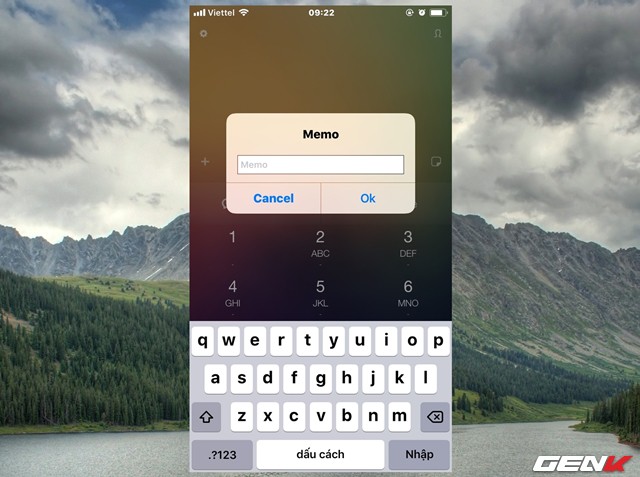 Viettel 09:22
Memo
Memo
Cancel Ok
1 2 3
ABC DEF
4 5 6
GHI JKL MNO
q w e r t y u i o p
a s d f g h j k l
z x c v b n m
.?123 dấu cách Nhập
GENK